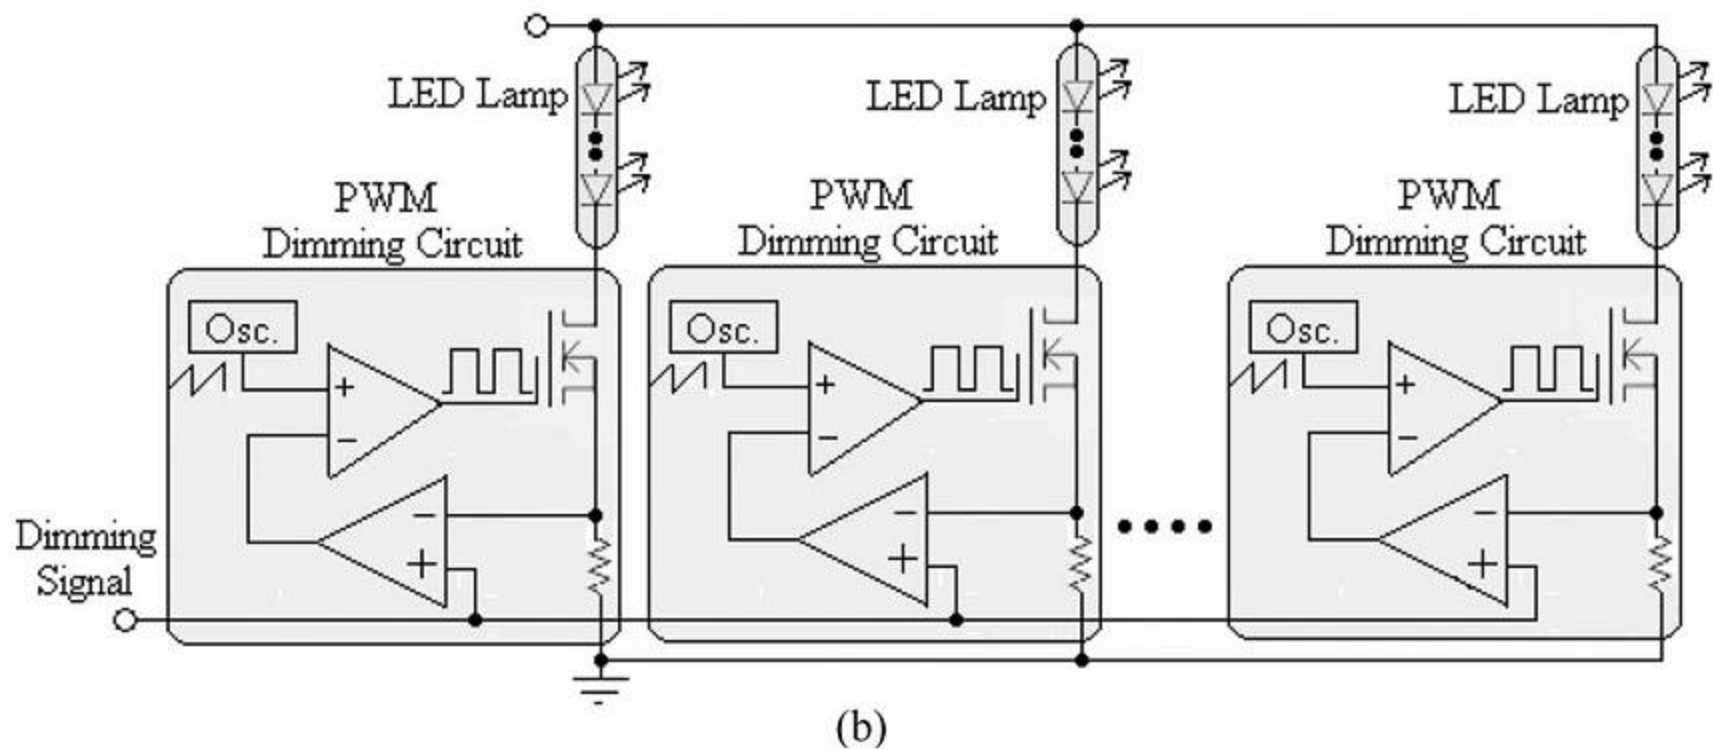 LED Lamp
LED Lamp
LED Lamp
PWM
Dimming Circuit
PWM
Dimming Circuit
PWM
Dimming Circuit
Osc.
Osc.
Osc.
+
−
+
−
+
−
−
+
−
+
−
+
Dimming
Signal
(b)